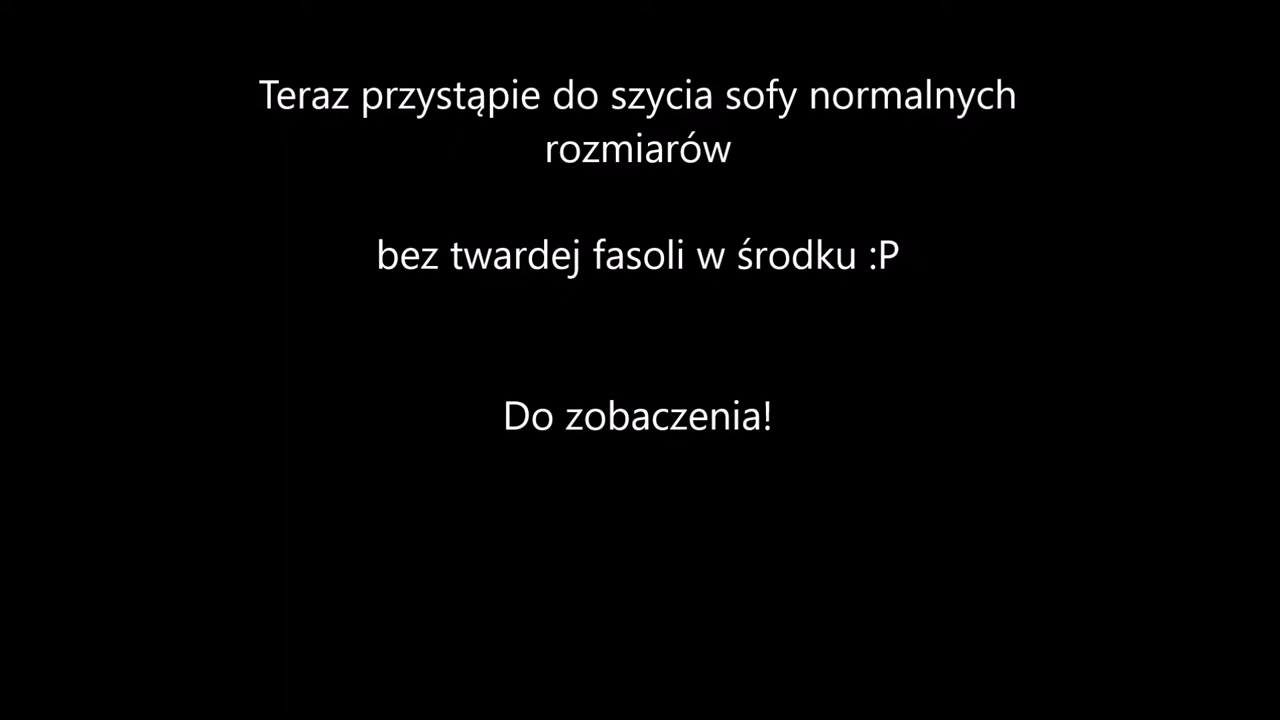 Teraz przystąpie do szycia sofy normalnych
rozmiarów
bez twardej fasoli w środku :P
Do zobaczenia!